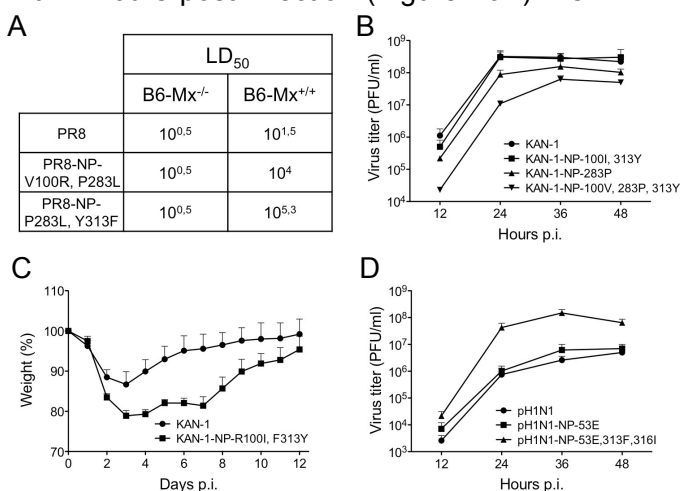 A
LD50
B6-Mx-/- B6-Mx+/+
PR8 10^0,5 10^1,5
PR8-NP-
V100R, P283L 10^0,5 10^4
PR8-NP-
P283L, Y313F 10^0,5 10^5,3
B
Virus titer (PFU/ml)
10^9
10^8
10^7
10^6
10^5
10^4
KAN-1
KAN-1-NP-100I, 313Y
KAN-1-NP-283P
KAN-1-NP-100V, 283P, 313Y
12 24 36 48
Hours p.i.
C
Weight (%)
110
100
90
80
70
KAN-1
KAN-1-NP-R100I, F313Y
0 2 4 6 8 10 12
Days p.i.
D
Virus titer (PFU/ml)
10^9
10^8
10^7
10^6
10^5
10^4
10^3
pH1N1
pH1N1-NP-53E
pH1N1-NP-53E,313F,316I
12 24 36 48
Hours p.i.